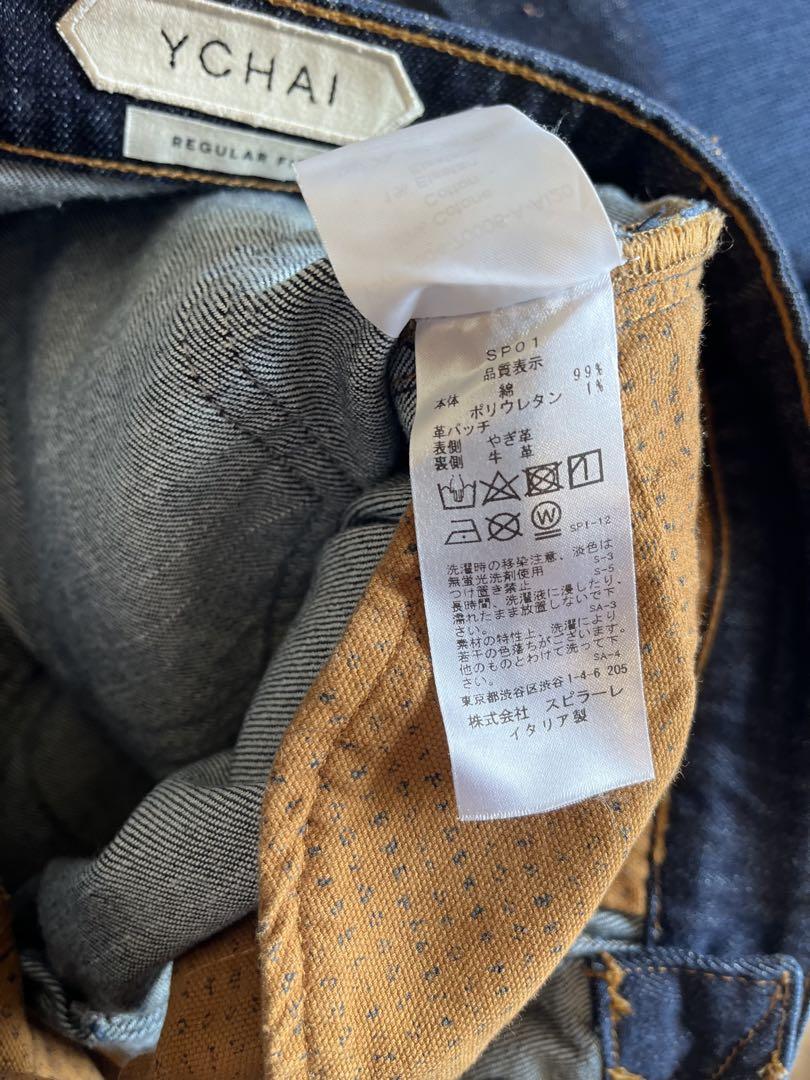 YCHAI
REGULAR
Cotone
Cotton
SP01
品質表示
本体 綿 99%
ポリウレタン 1%
革パッチ
表側 やぎ革
裏側 牛 革
W
SPI-12
洗濯時の移染注意、淡色は
無蛍光洗剤使用 S-3
つけ置き禁止 S-5
長時間、洗濯液に浸したり、
濡れたまま放置しないで下
さい。 SA-3
素材の特性上、洗濯により
若干の色落ちがございます。
他のものとわけて洗って下
さい。 SA-4
東京都渋谷区渋谷1-4-6 205
株式会社 スピラーレ
イタリア製